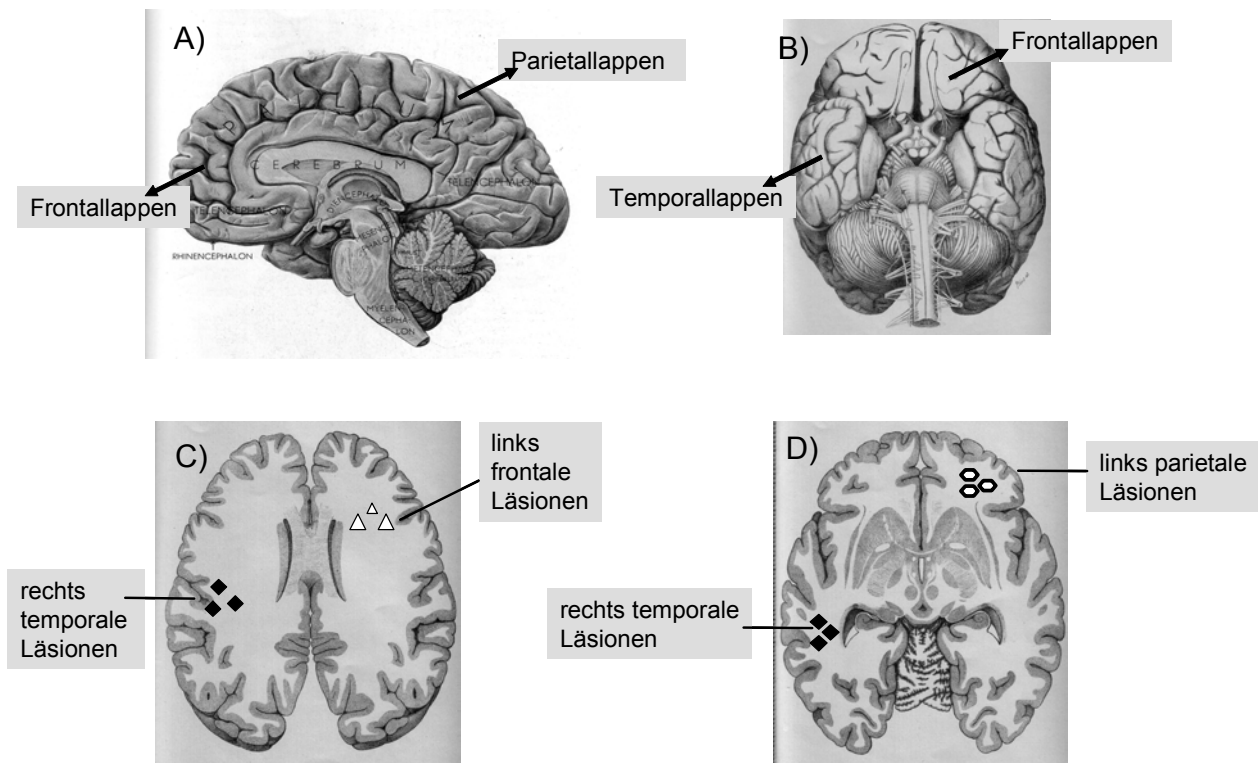 A)
Parietallappen
Frontallappen
CEREBRUM
TELENCEPHALON
TELENCEPHALON
RHINENCEPHALON
B)
Frontallappen
Temporallappen
C)
links
frontale
Läsionen
rechts
temporale
Läsionen
D)
links parietale
Läsionen
rechts temporale
Läsionen